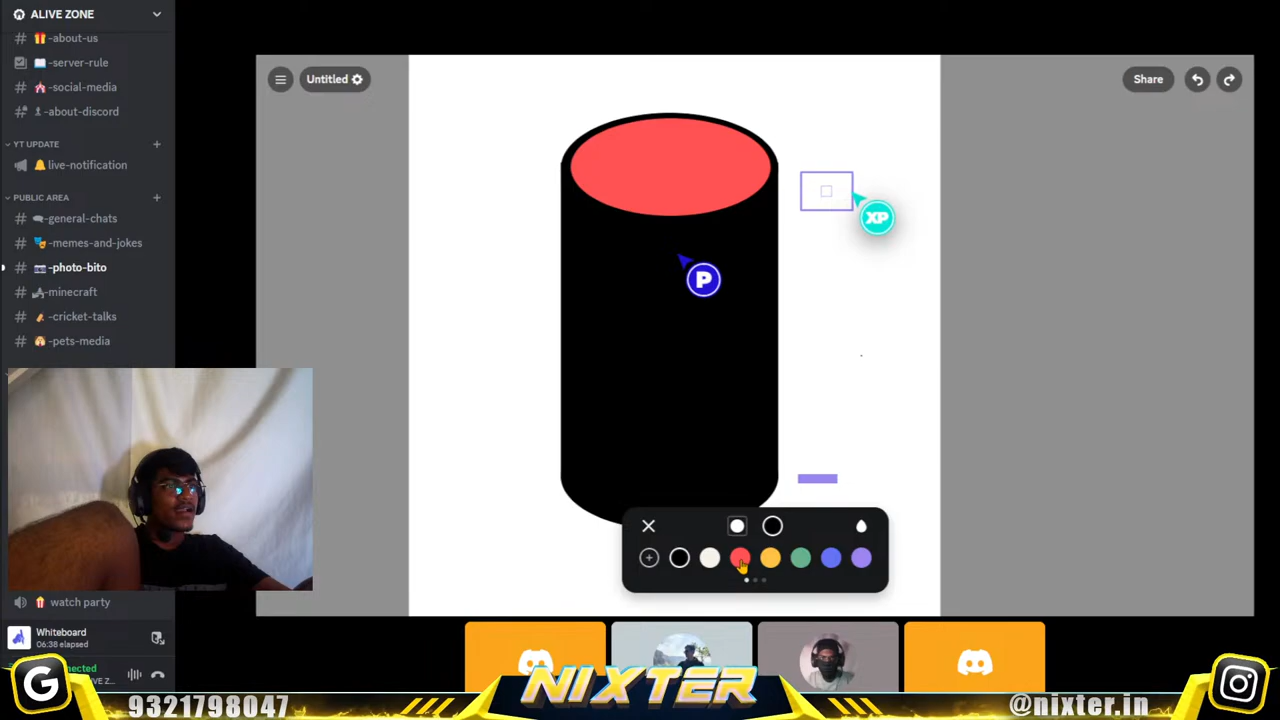 ALIVE ZONE
-about-us
-server-rule
-social-media
-about-discord
YT UPDATE
live-notification
PUBLIC AREA
-general-chats
-memes-and-jokes
-photo-bito
-minecraft
-cricket-talks
-pets-media
watch party
Whiteboard
06:38 elapsed
ALIVE Z...
Untitled
Share
XP
P
G
9321798047
NIXTER
@nixter.in